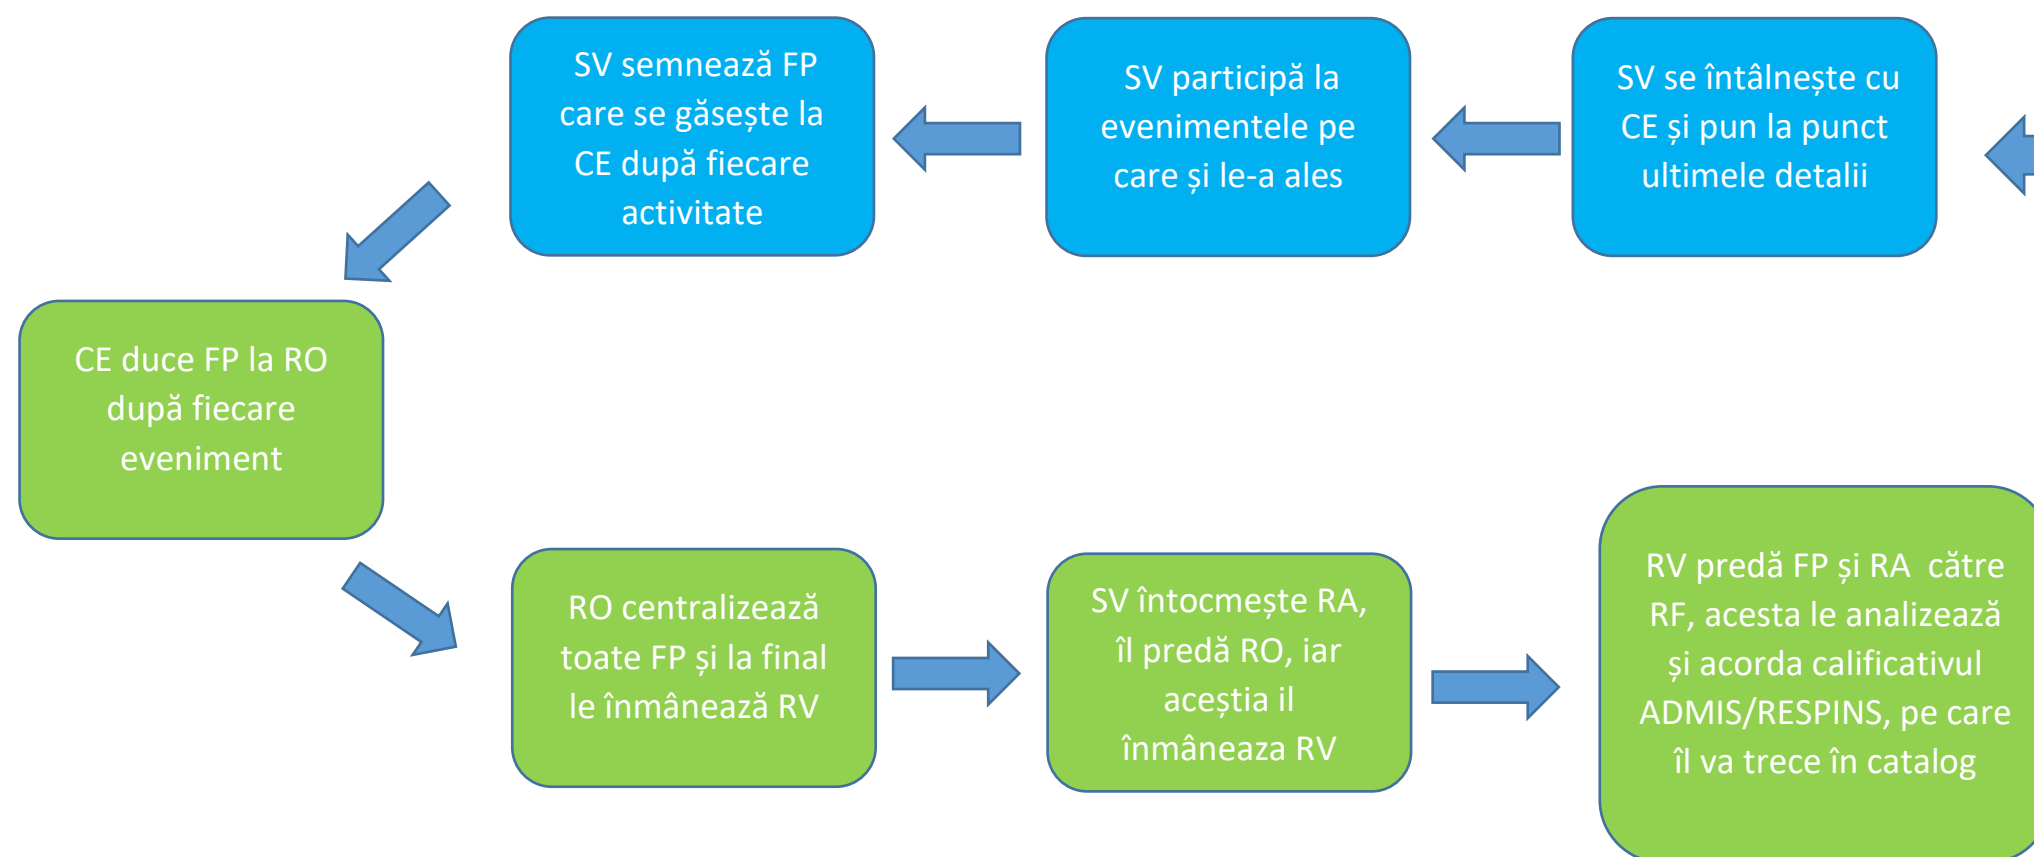 SV semnează FP
care se găsește la
CE după fiecare
activitate
SV participă la
evenimentele pe
care și le-a ales
SV se întâlnește cu
CE și pun la punct
ultimele detalii
CE duce FP la RO
după fiecare
eveniment
RO centralizează
toate FP și la final
le înmânează RV
SV întocmește RA,
îl predă RO, iar
aceștia il
înmâneaza RV
RV predă FP și RA  către
RF, acesta le analizează
și acorda calificativul
ADMIS/RESPINS, pe care
îl va trece în catalog